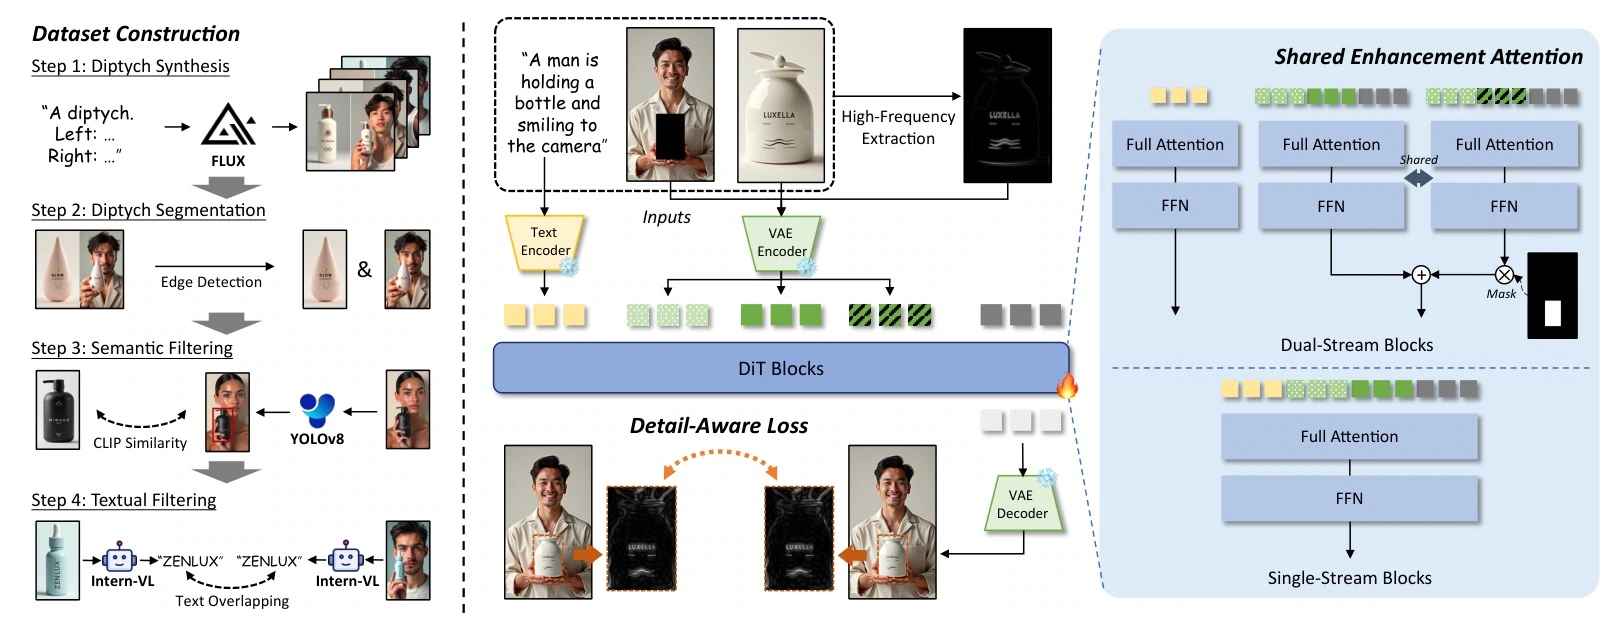 Dataset Construction
Step 1: Diptych Synthesis
“A diptych.
Left: ...
Right: ...”
FLUX
Step 2: Diptych Segmentation
Edge Detection
&
Step 3: Semantic Filtering
CLIP Similarity
YOLOv8
Step 4: Textual Filtering
ZENLUX
Intern-VL
“ZENLUX”
“ZENLUX”
Intern-VL
Text Overlapping
“A man is
holding a
bottle and
smiling to
the camera”
LUXELLA
High-Frequency
Extraction
Inputs
Text
Encoder
VAE
Encoder
DiT Blocks
Detail-Aware Loss
LUXELLA
LUXELLA
VAE
Decoder
Shared Enhancement Attention
Full Attention
Full Attention
Full Attention
Shared
FFN
FFN
FFN
Mask
Dual-Stream Blocks
Full Attention
FFN
Single-Stream Blocks